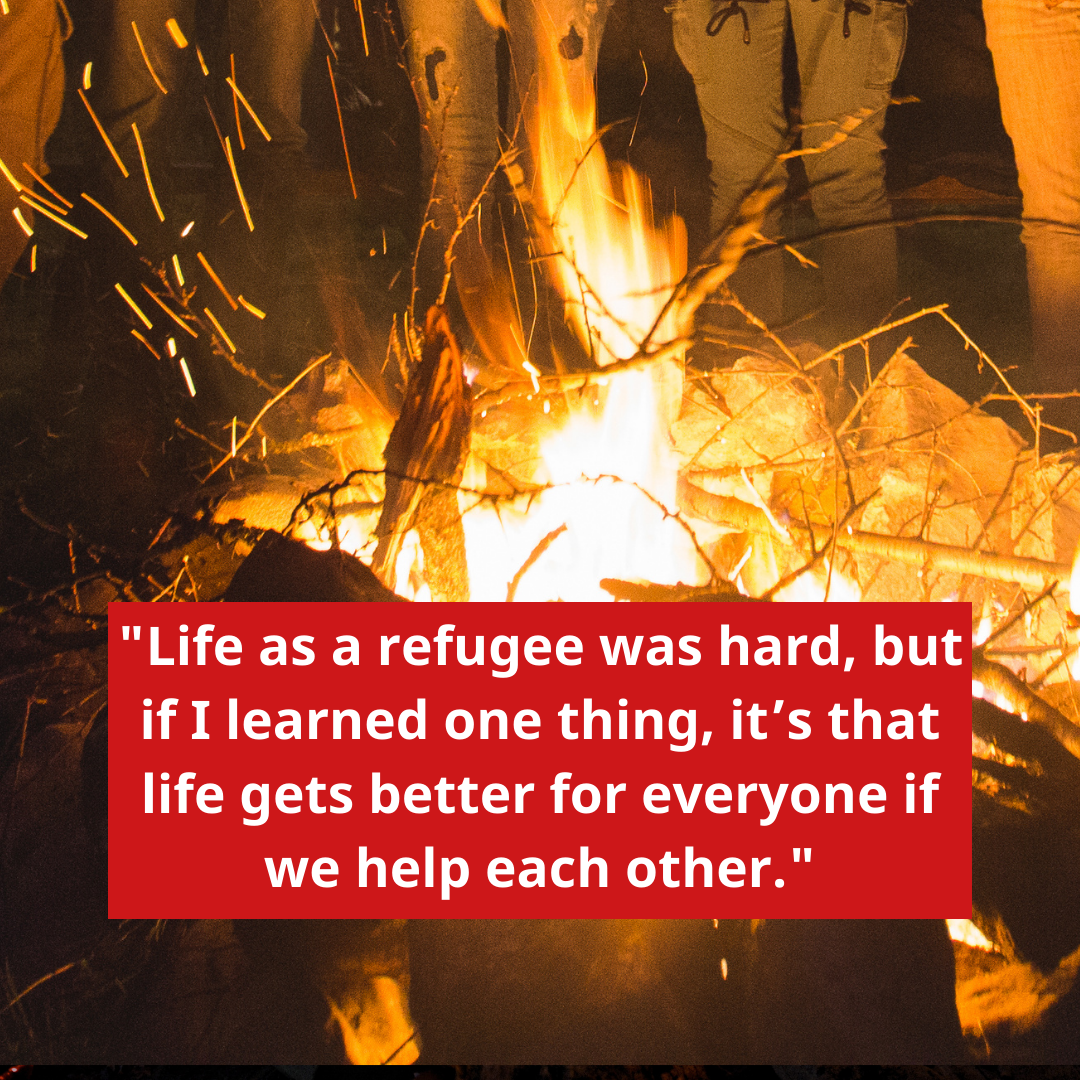 "Life as a refugee was hard, but
if I learned one thing, it’s that
life gets better for everyone if
we help each other."